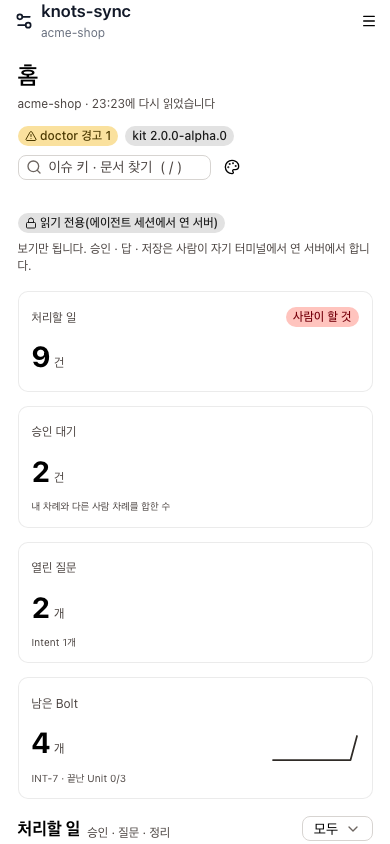 knots-sync
acme-shop
홈
acme-shop · 23:23에 다시 읽었습니다
doctor 경고 1
kit 2.0.0-alpha.0
이슈 키 · 문서 찾기 ( / )
읽기 전용(에이전트 세션에서 연 서버)
보기만 됩니다. 승인 · 답 · 저장은 사람이 자기 터미널에서 연 서버에서 합니
다.
처리할 일
사람이 할 것
9 건
승인 대기
2 건
내 차례와 다른 사람 차례를 합한 수
열린 질문
2 개
Intent 1개
남은 Bolt
4 개
INT-7 · 끝난 Unit 0/3
처리할 일 승인 · 질문 · 정리
모두